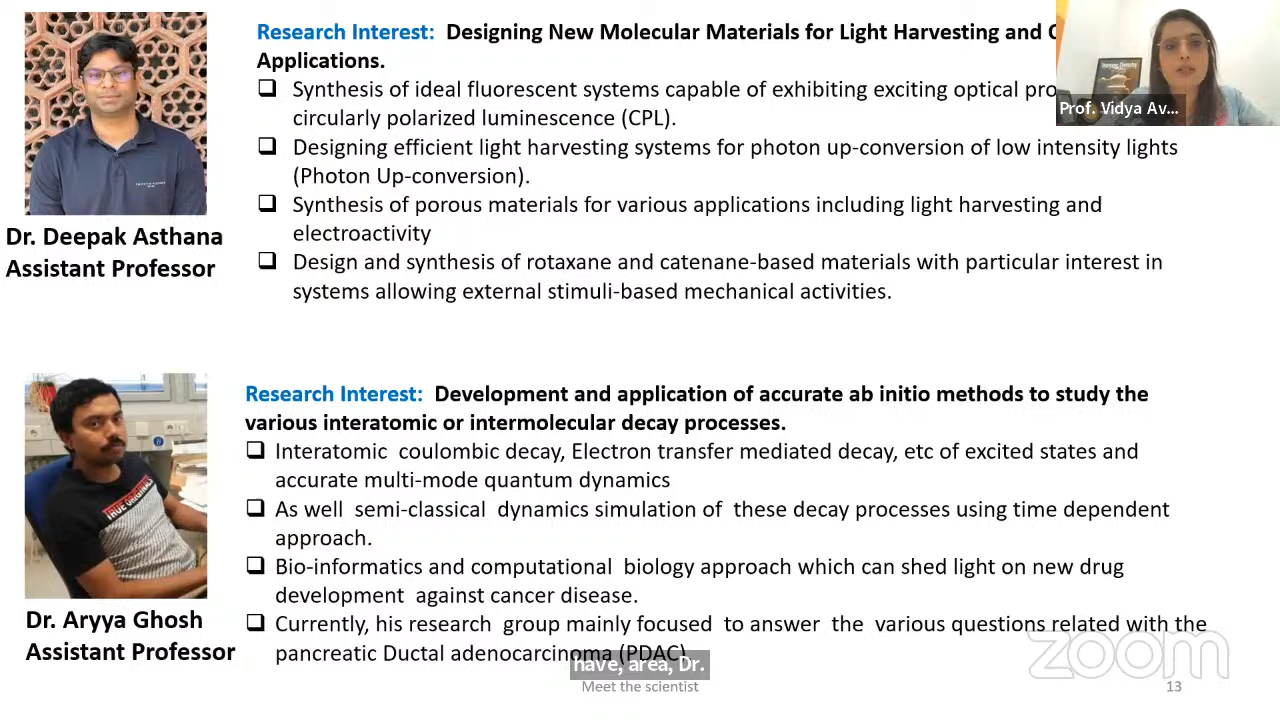 Research Interest: Designing New Molecular Materials for Light Harvesting and
Applications.
Synthesis of ideal fluorescent systems capable of exhibiting exciting optical
circularly polarized luminescence (CPL).
Designing efficient light harvesting systems for photon up-conversion of low intensity lights
(Photon Up-conversion).
Synthesis of porous materials for various applications including light harvesting and
electroactivity
Design and synthesis of rotaxane and catenane-based materials with particular interest in
systems allowing external stimuli-based mechanical activities.
Dr. Deepak Asthana
Assistant Professor
Prof. Vidya Av...
Research Interest: Development and application of accurate ab initio methods to study the
various interatomic or intermolecular decay processes.
Interatomic coulombic decay, Electron transfer mediated decay, etc of excited states and
accurate multi-mode quantum dynamics
As well semi-classical dynamics simulation of these decay processes using time dependent
approach.
Bio-informatics and computational biology approach which can shed light on new drug
development against cancer disease.
Currently, his research group mainly focused to answer the various questions related with the
pancreatic Ductal adenocarcinoma (PDAC)
TRUE ORIGINALS
Dr. Aryya Ghosh
Assistant Professor
have, area, Dr.
Meet the scientist
13
zoom